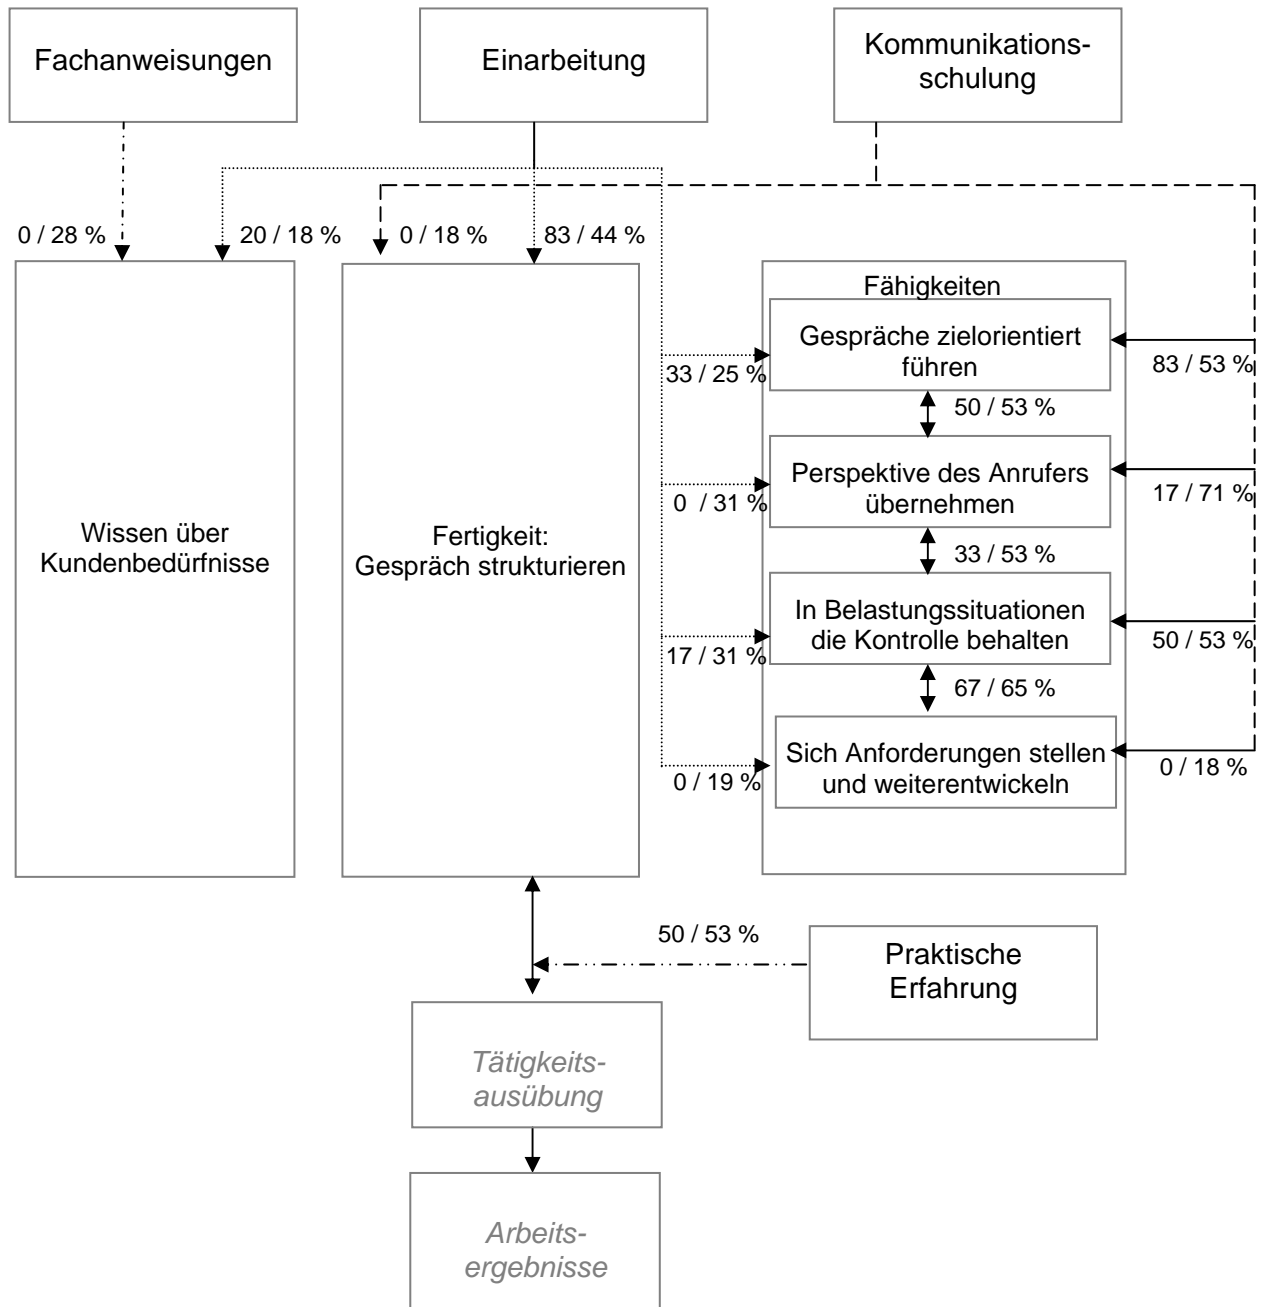 Fachanweisungen
Einarbeitung
Kommunikations-
schulung
0 / 28 %
20 / 18 %
0 / 18 %
83 / 44 %
Wissen über
Kundenbedürfnisse
Fertigkeit:
Gespräch strukturieren
Fähigkeiten
Gespräche zielorientiert
führen
33 / 25 %
83 / 53 %
50 / 53 %
Perspektive des Anrufers
übernehmen
0 / 31 %
17 / 71 %
33 / 53 %
In Belastungssituationen
die Kontrolle behalten
17 / 31 %
50 / 53 %
67 / 65 %
Sich Anforderungen stellen
und weiterentwickeln
0 / 19 %
0 / 18 %
50 / 53 %
Praktische
Erfahrung
Tätigkeits-
ausübung
Arbeits-
ergebnisse